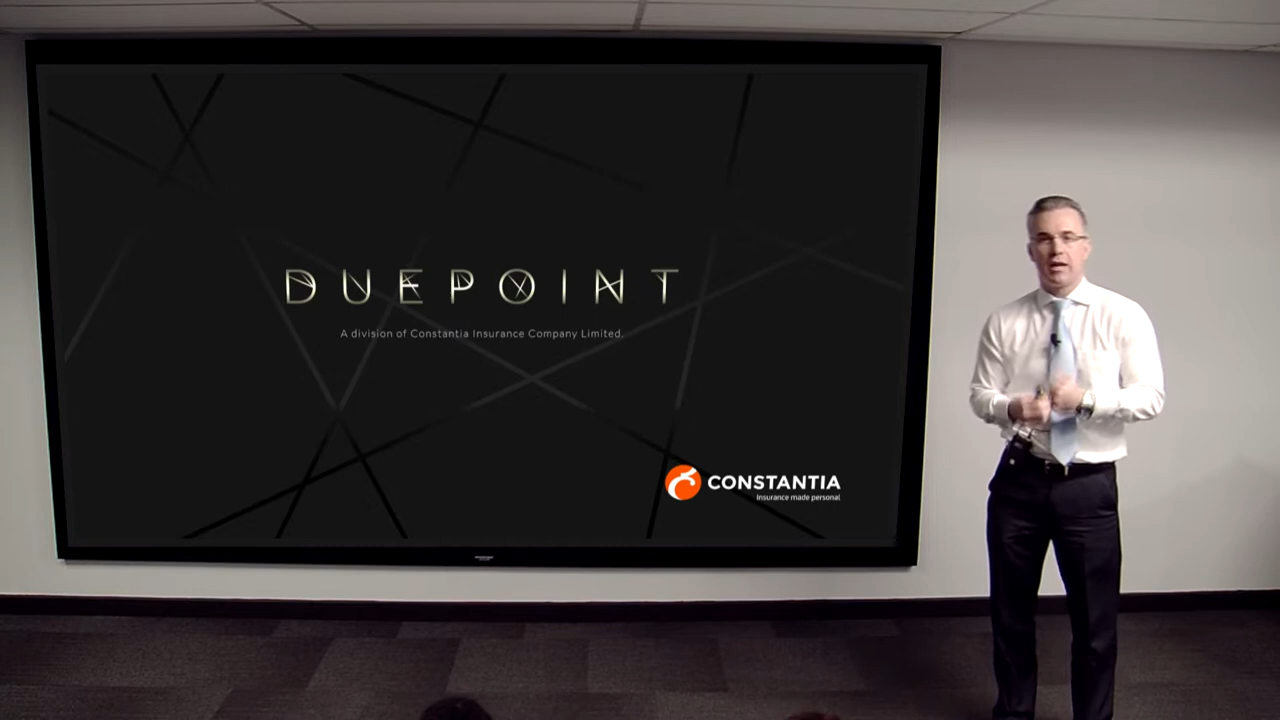 DUEPOINT
A division of Constantia Insurance Company Limited.
CONSTANTIA
Insurance made personal